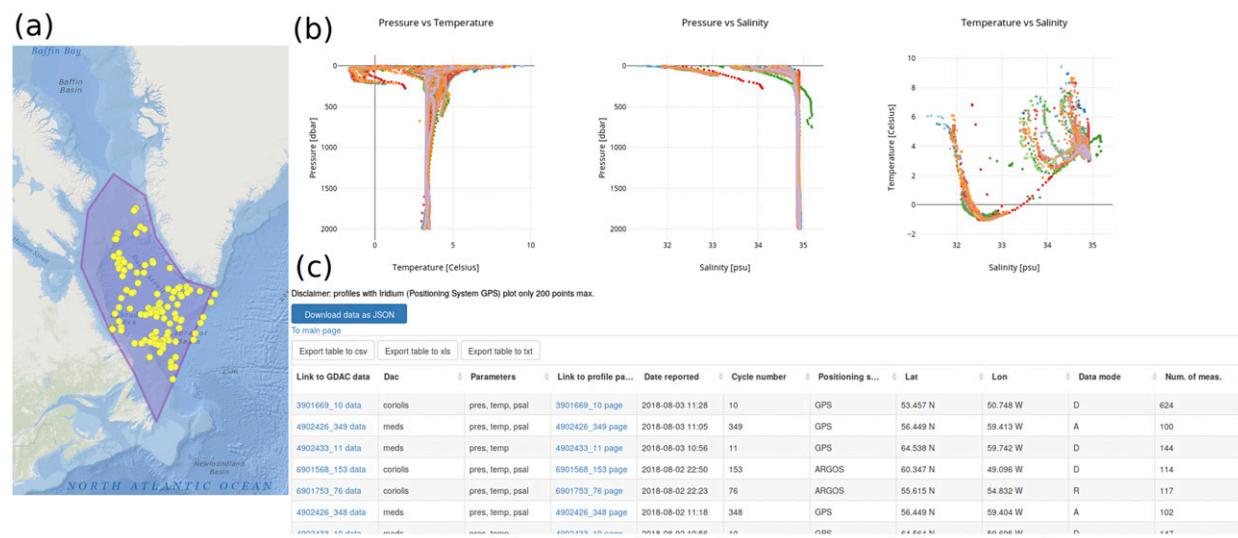 (a)
Baffin Bay
Baffin
Basin
Hudson Strait
Newfoundland
Basin
NORTH ATLANTIC OCEAN
(b)
Pressure vs Temperature
0
500
1000
1500
2000
Pressure [dbar]
0 5 10
Temperature [Celsius]
Pressure vs Salinity
0
500
1000
1500
2000
Pressure [dbar]
32 33 34 35
Salinity [psu]
Temperature vs Salinity
10
8
6
4
2
0
−2
Temperature [Celsius]
32 33 34 35
Salinity [psu]
(c)
Disclaimer: profiles with Iridium (Positioning System GPS) plot only 200 points max.
Download data as JSON
To main page
Export table to csv Export table to xls Export table to txt
Link to GDAC data Dac Parameters Link to profile pa... Date reported Cycle number Positioning s... Lat Lon Data mode Num. of meas.
3901669_10 data coriolis pres, temp, psal 3901669_10 page 2018-08-03 11:28 10 GPS 53.457 N 50.748 W D 624
4902426_349 data meds pres, temp, psal 4902426_349 page 2018-08-03 11:05 349 GPS 56.449 N 59.413 W A 100
4902433_11 data meds pres, temp 4902433_11 page 2018-08-03 10:56 11 GPS 64.538 N 59.742 W D 144
6901568_153 data coriolis pres, temp, psal 6901568_153 page 2018-08-02 22:50 153 ARGOS 60.347 N 49.096 W D 114
6901753_76 data coriolis pres, temp, psal 6901753_76 page 2018-08-02 22:23 76 ARGOS 55.615 N 54.832 W R 117
4902426_348 data meds pres, temp, psal 4902426_348 page 2018-08-02 11:18 348 GPS 56.449 N 59.404 W A 102